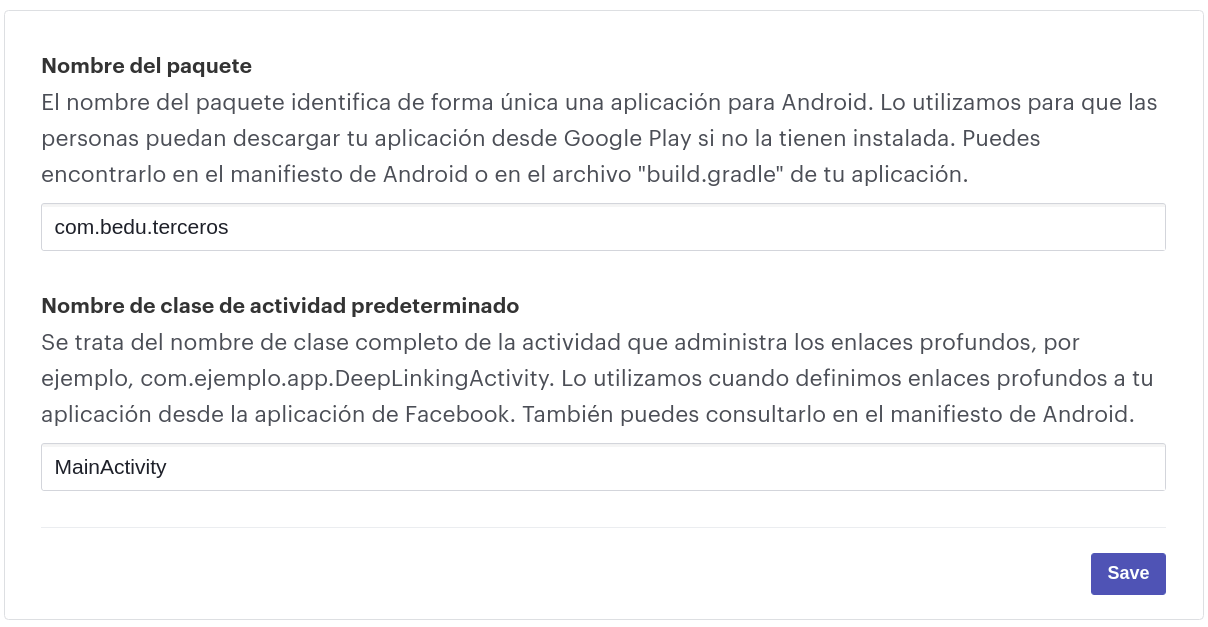 Nombre del paquete
El nombre del paquete identifica de forma única una aplicación para Android. Lo utilizamos para que las
personas puedan descargar tu aplicación desde Google Play si no la tienen instalada. Puedes
encontrarlo en el manifiesto de Android o en el archivo "build.gradle" de tu aplicación.
com.bedu.terceros
Nombre de clase de actividad predeterminado
Se trata del nombre de clase completo de la actividad que administra los enlaces profundos, por
ejemplo, com.ejemplo.app.DeepLinkingActivity. Lo utilizamos cuando definimos enlaces profundos a tu
aplicación desde la aplicación de Facebook. También puedes consultarlo en el manifiesto de Android.
MainActivity
Save